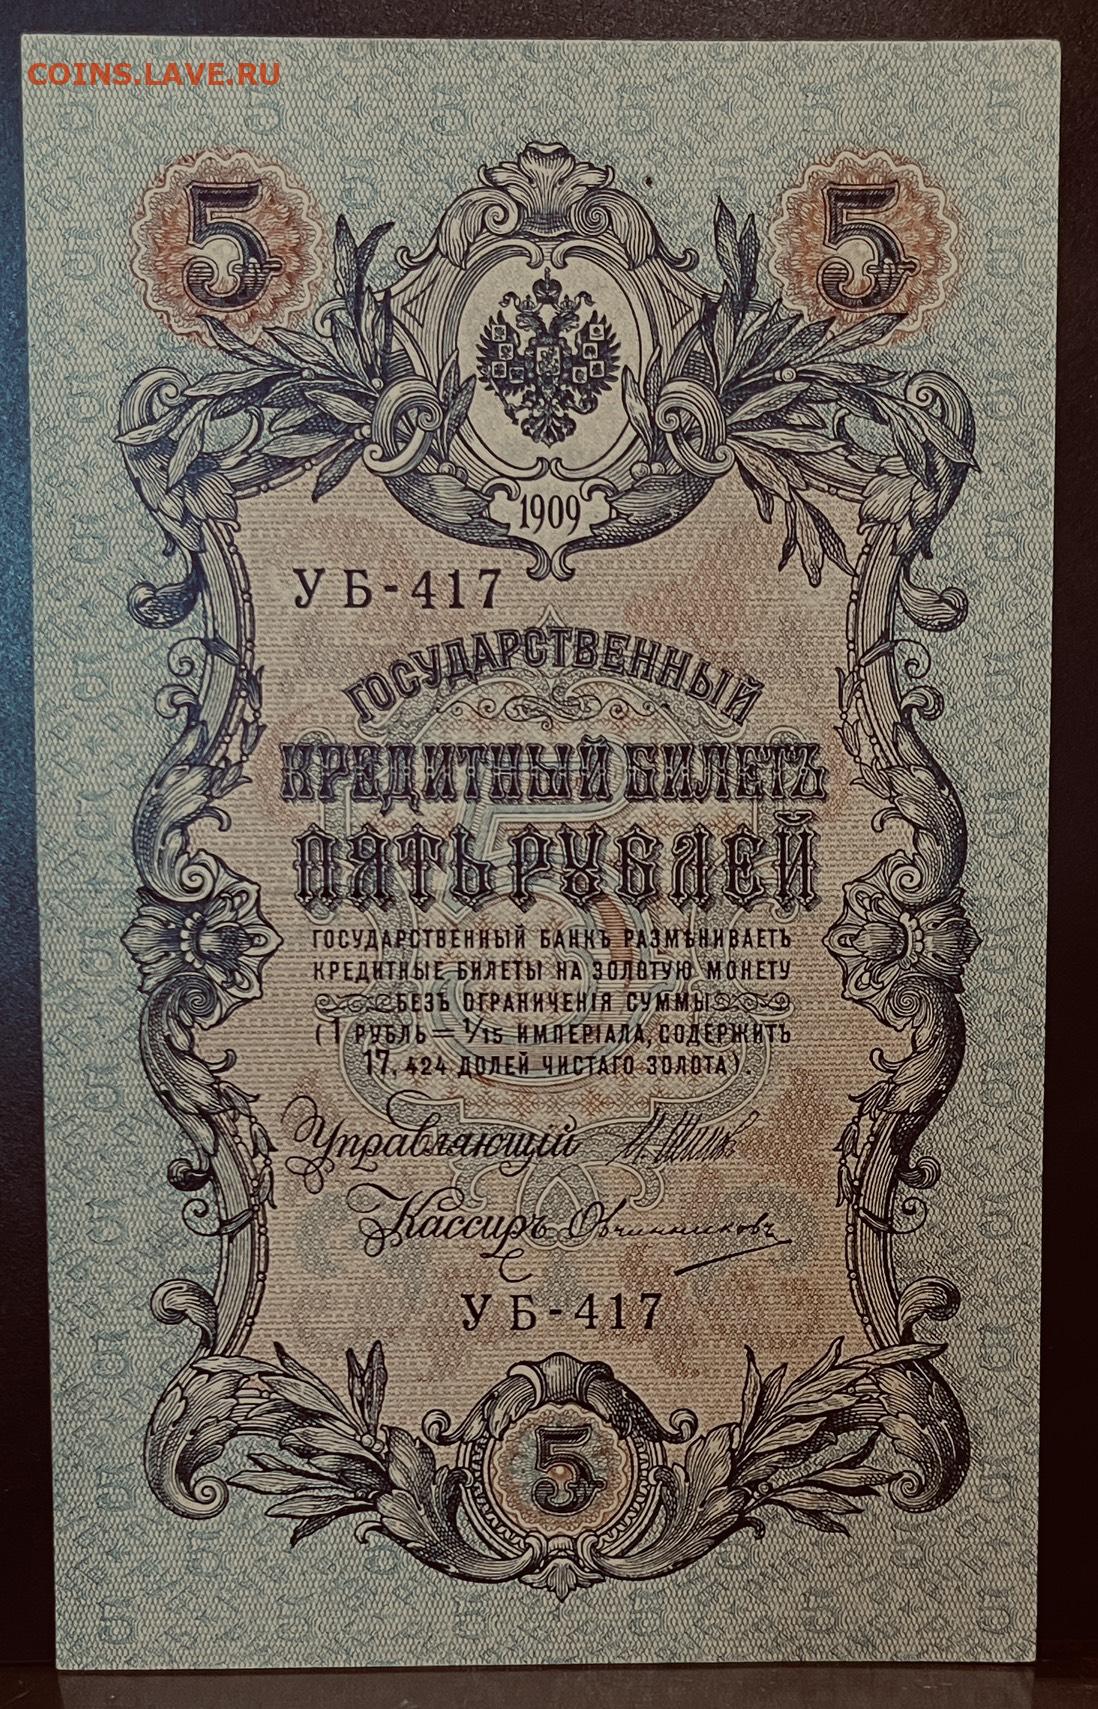 COINS.LAVE.RU
5 5
1909
УБ-417
ГОСУДАРСТВЕННЫЙ
КРЕДИТНЫЙ БИЛЕТЪ
ПЯТЬ РУБЛЕЙ
ГОСУДАРСТВЕННЫЙ БАНКЪ РАЗМѢНИВАЕТЪ
КРЕДИТНЫЕ БИЛЕТЫ НА ЗОЛОТУЮ МОНЕТУ
БЕЗЪ ОГРАНИЧЕНІЯ СУММЫ
(1 РУБЛЬ — 1/15 ИМПЕРІАЛА, СОДЕРЖИТЪ
17,424 ДОЛЕЙ ЧИСТАГО ЗОЛОТА).
Управляющій И. Шиповъ
Кассиръ Овчинниковъ
УБ-417
5